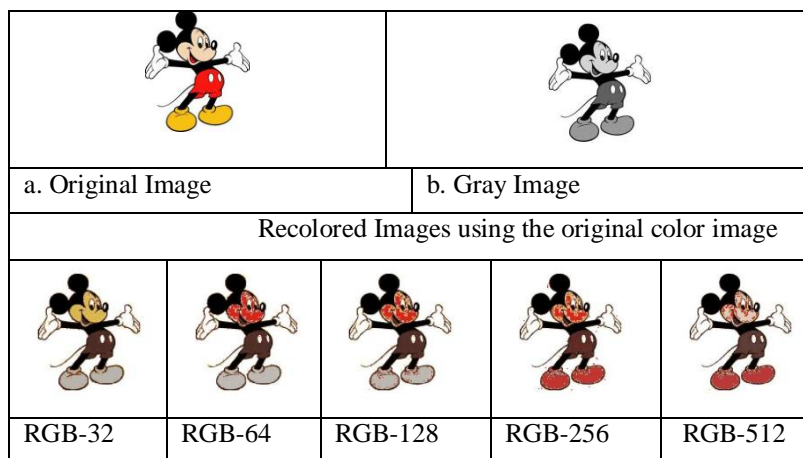 a. Original Image
b. Gray Image
Recolored Images using the original color image
RGB-32
RGB-64
RGB-128
RGB-256
RGB-512